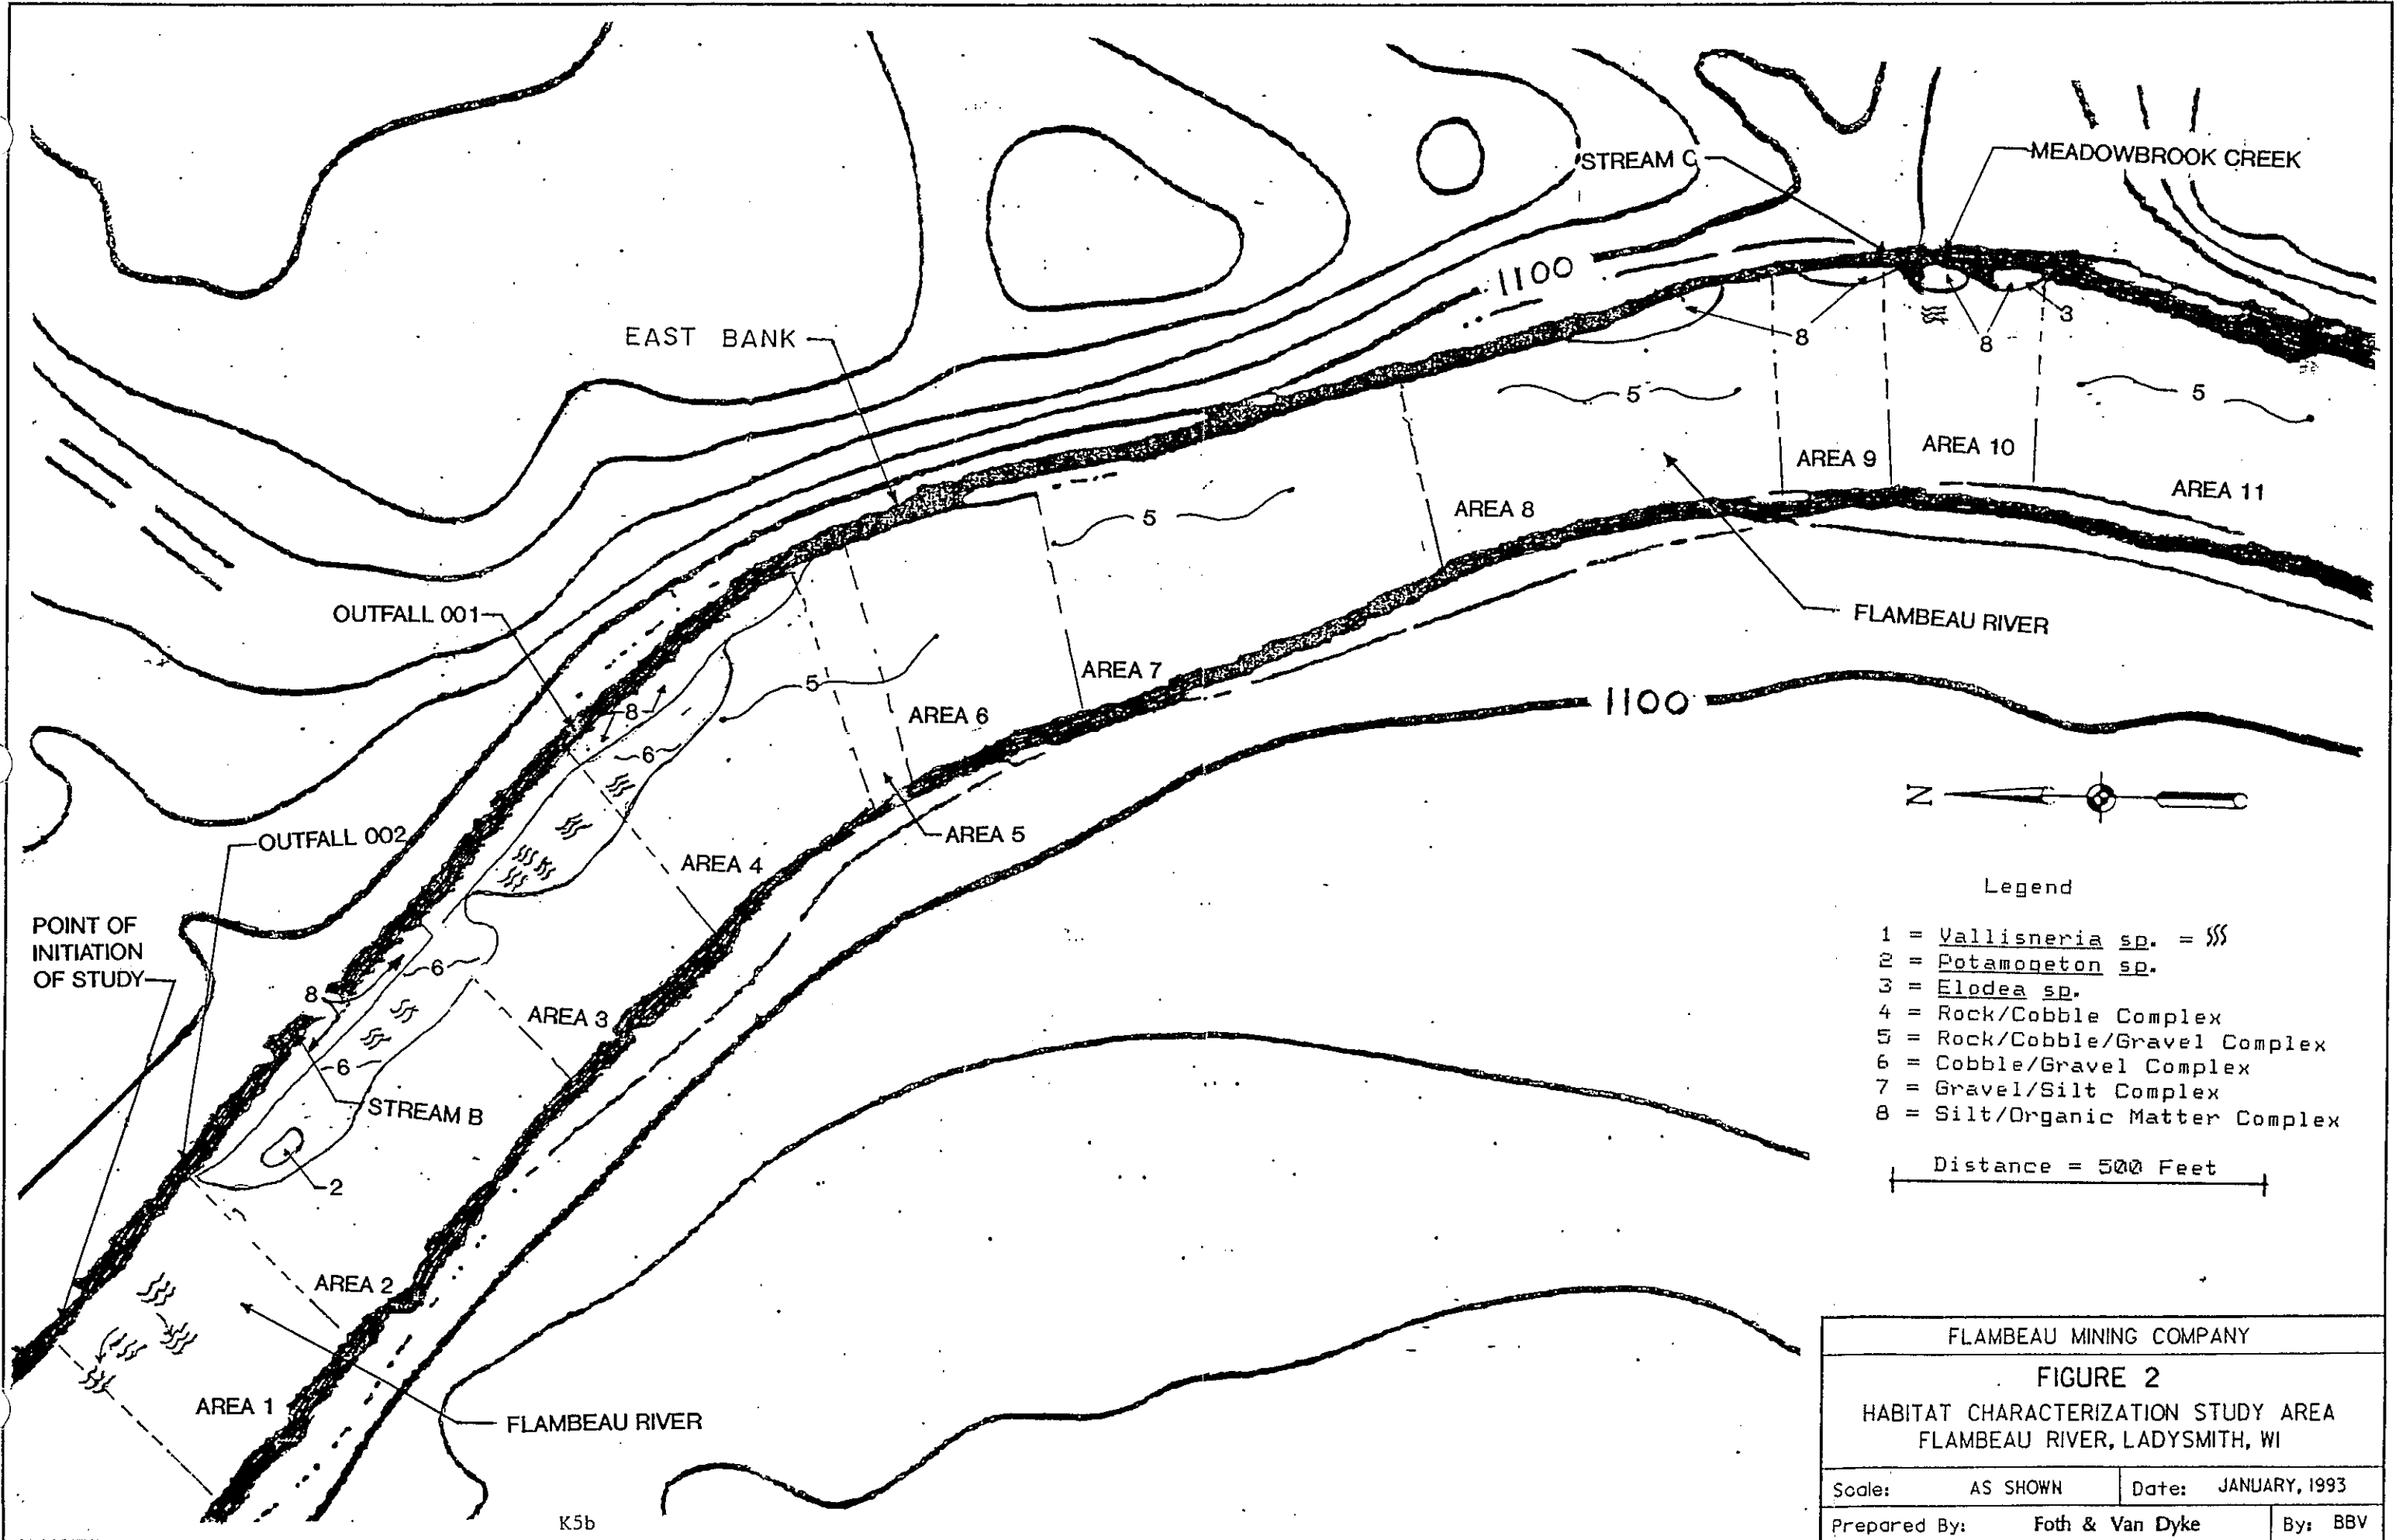 STREAM C
MEADOWBROOK CREEK
1100
EAST BANK
8
8
3
5
5
AREA 9
AREA 10
AREA 11
5
AREA 8
OUTFALL 001
FLAMBEAU RIVER
5
AREA 7
8
AREA 6
1100
6
N
OUTFALL 002
AREA 5
AREA 4
POINT OF
INITIATION
OF STUDY
6
8
AREA 3
6
STREAM B
2
AREA 2
AREA 1
FLAMBEAU RIVER
Legend
1 = Vallisneria sp. =
2 = Potamogeton sp.
3 = Elodea sp.
4 = Rock/Cobble Complex
5 = Rock/Cobble/Gravel Complex
6 = Cobble/Gravel Complex
7 = Gravel/Silt Complex
8 = Silt/Organic Matter Complex
Distance = 500 Feet
FLAMBEAU MINING COMPANY
FIGURE 2
HABITAT CHARACTERIZATION STUDY AREA
FLAMBEAU RIVER, LADYSMITH, WI
Scale: AS SHOWN Date: JANUARY, 1993
Prepared By: Foth & Van Dyke By: BBV
K5b